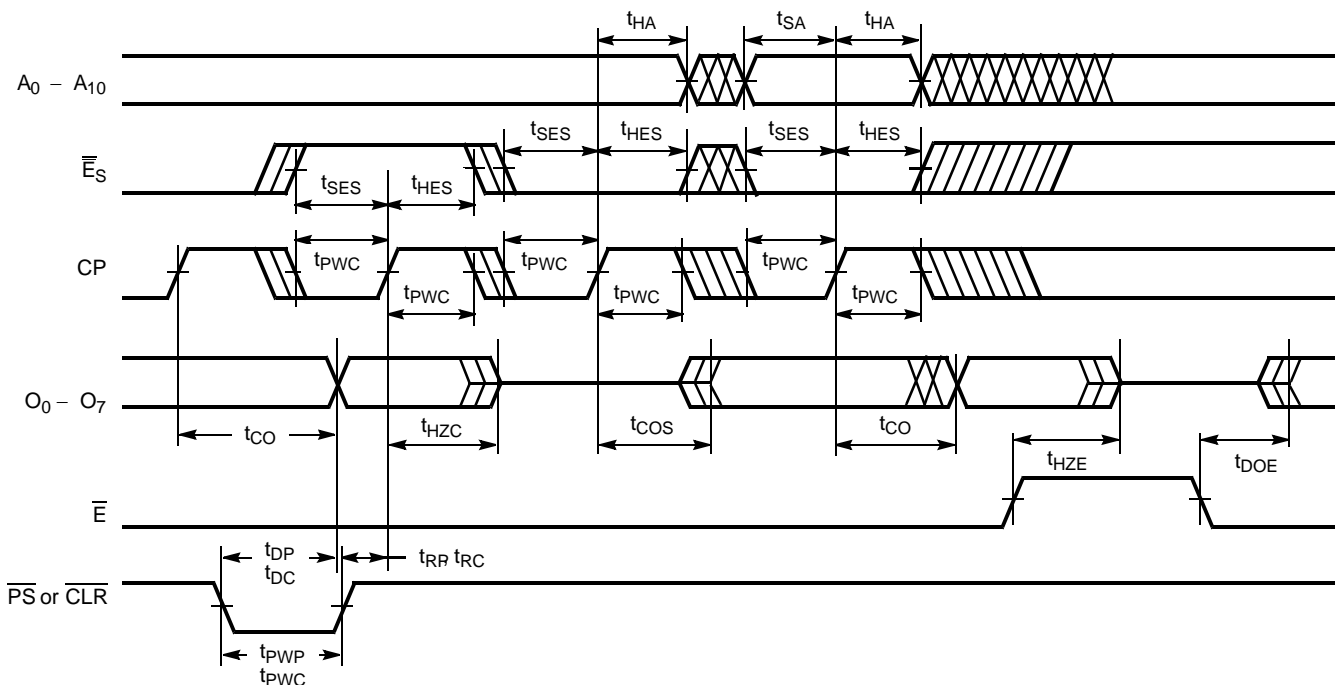 tHA tSA tHA
A0 – A10
tSES tHES tSES tHES
ES
tSES tHES
CP
tPWC tPWC tPWC
tPWC tPWC tPWC
O0 – O7
tCO tHZC tCOS tCO
tHZE tDOE
E
tDP tRP, tRC
tDC
PS or CLR
tPWP
tPWC